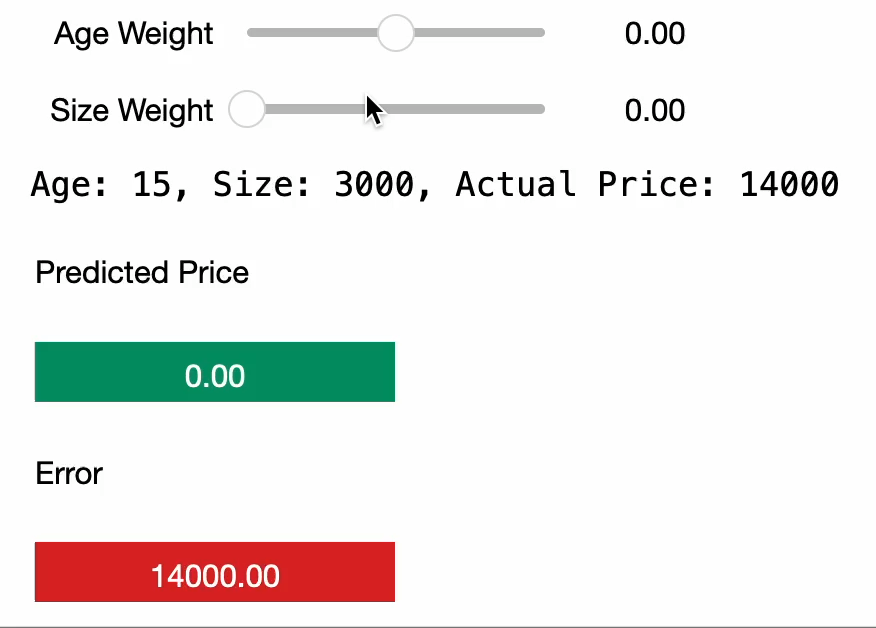 Age Weight 0.00
Size Weight 0.00
Age: 15, Size: 3000, Actual Price: 14000
Predicted Price
0.00
Error
14000.00